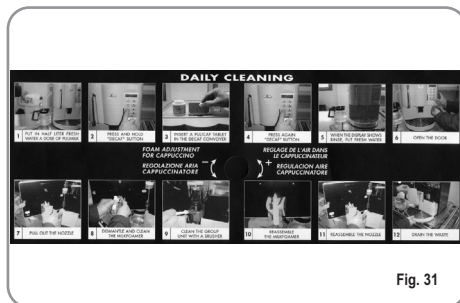 DAILY CLEANING
1 PUT IN HALF LITER FRESH
WATER A DOSE OF PULIMAK
2 PRESS AND HOLD
"DECAF" BUTTON
3 INSERT A PULICAF TABLET
IN THE DECAF CONVOYER
4 PRESS AGAIN
"DECAF" BUTTON
5 WHEN THE DISPLAY SHOWS
RINSE, PUT FRESH WATER
6 OPEN THE DOOR
FOAM ADJUSTMENT
FOR CAPPUCCINO
REGOLAZIONE ARIA
CAPPUCCINATORE
- +
REGLAGE DE L'AIR DANS
LE CAPPUCINATEUR
REGULACION AIRE
CAPPUCCINATORE
7 PULL OUT THE NOZZLE
8 DISMANTLE AND CLEAN
THE MILKFOAMER
9 CLEAN THE GROUP
UNIT WITH A BRUSHER
10 REASSEMBLE
THE MILKFOAMER
11 REASSEMBLE THE NOZZLE
12 DRAIN THE WASTE
Fig. 31